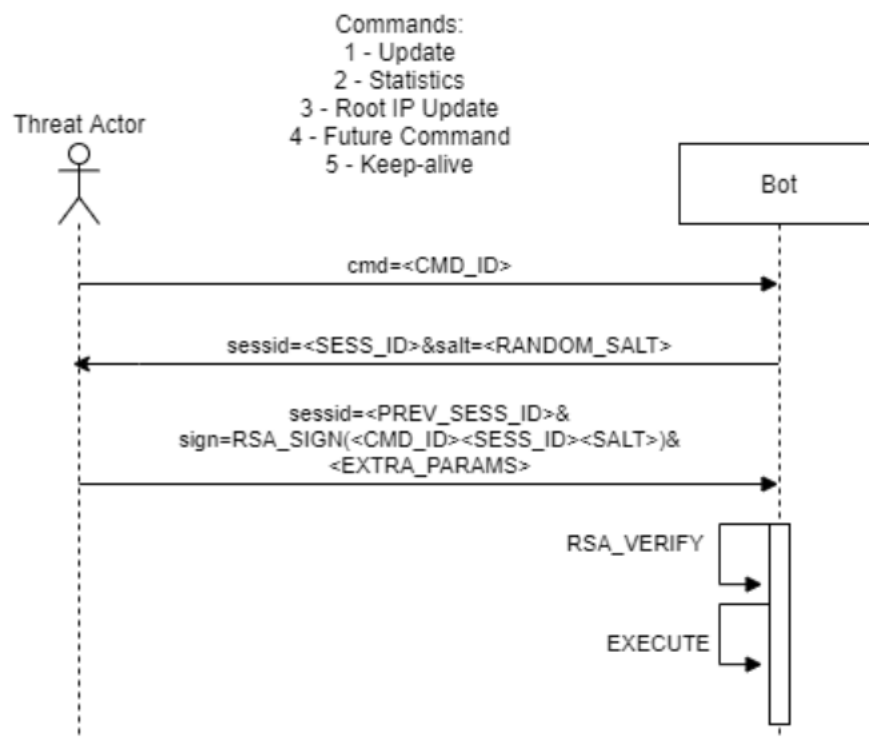 Commands:
1 - Update
2 - Statistics
3 - Root IP Update
4 - Future Command
5 - Keep-alive
Threat Actor
Bot
cmd=<CMD_ID>
sessid=<SESS_ID>&salt=<RANDOM_SALT>
sessid=<PREV_SESS_ID>&
sign=RSA_SIGN(<CMD_ID><SESS_ID><SALT>)&
<EXTRA_PARAMS>
RSA_VERIFY
EXECUTE